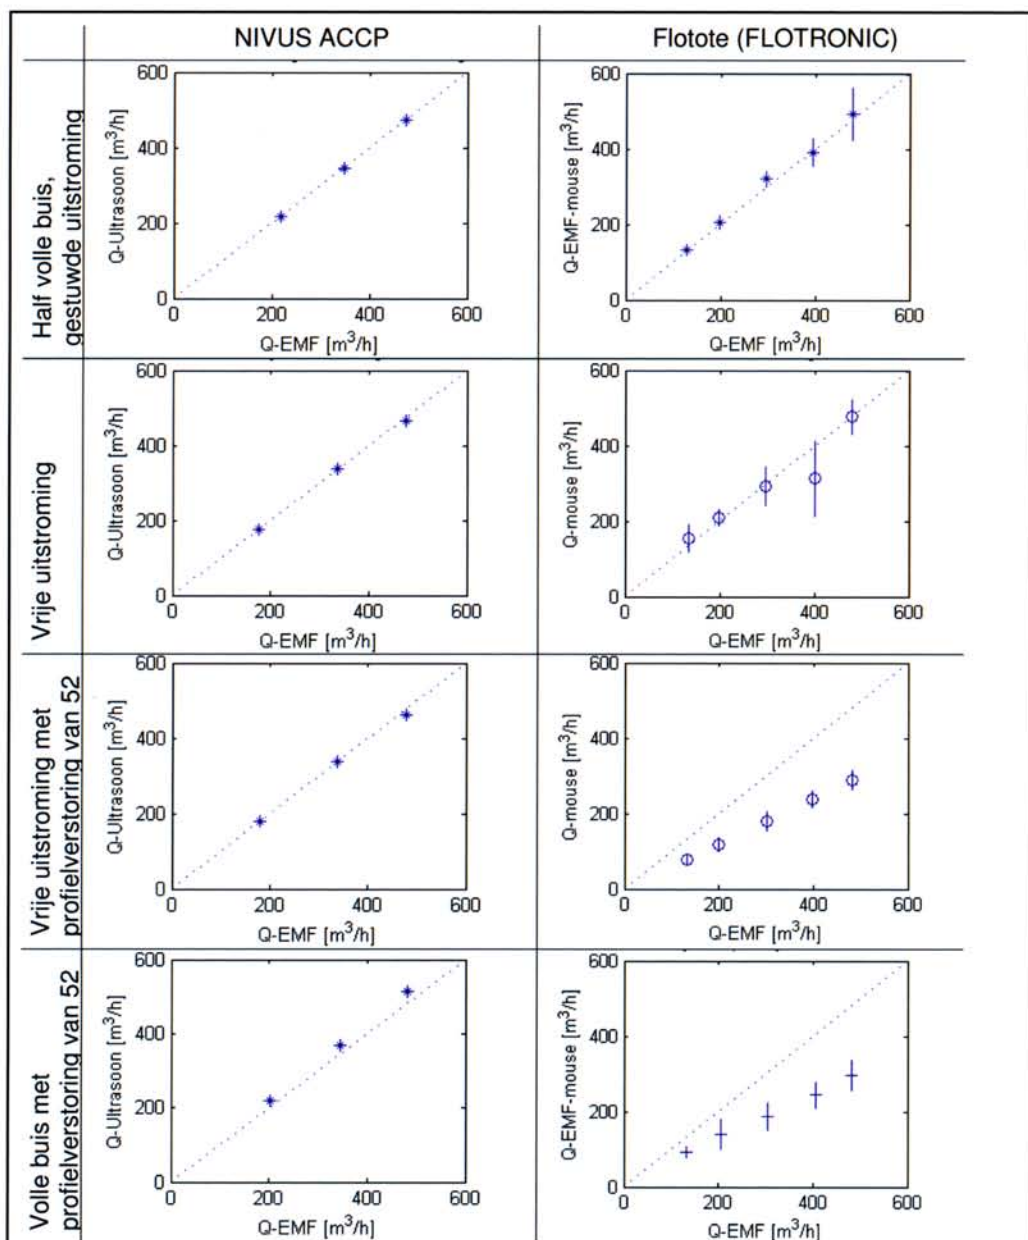 NIVUS ACCP
Flotote (FLOTRONIC)
Half volle buis,
gestuwde uitstroming
600
400
200
0
0 200 400 600
Q-Ultrasoon [m³/h]
Q-EMF [m³/h]
600
400
200
0
0 200 400 600
Q-EMF-mouse [m³/h]
Q-EMF [m³/h]
Vrije uitstroming
600
400
200
0
0 200 400 600
Q-Ultrasoon [m³/h]
Q-EMF [m³/h]
600
400
200
0
0 200 400 600
Q-mouse [m³/h]
Q-EMF [m³/h]
Vrije uitstroming met
profielverstoring van 52
600
400
200
0
0 200 400 600
Q-Ultrasoon [m³/h]
Q-EMF [m³/h]
600
400
200
0
0 200 400 600
Q-mouse [m³/h]
Q-EMF [m³/h]
Volle buis met
profielverstoring van 52
600
400
200
0
0 200 400 600
Q-Ultrasoon [m³/h]
Q-EMF [m³/h]
600
400
200
0
0 200 400 600
Q-EMF-mouse [m³/h]
Q-EMF [m³/h]